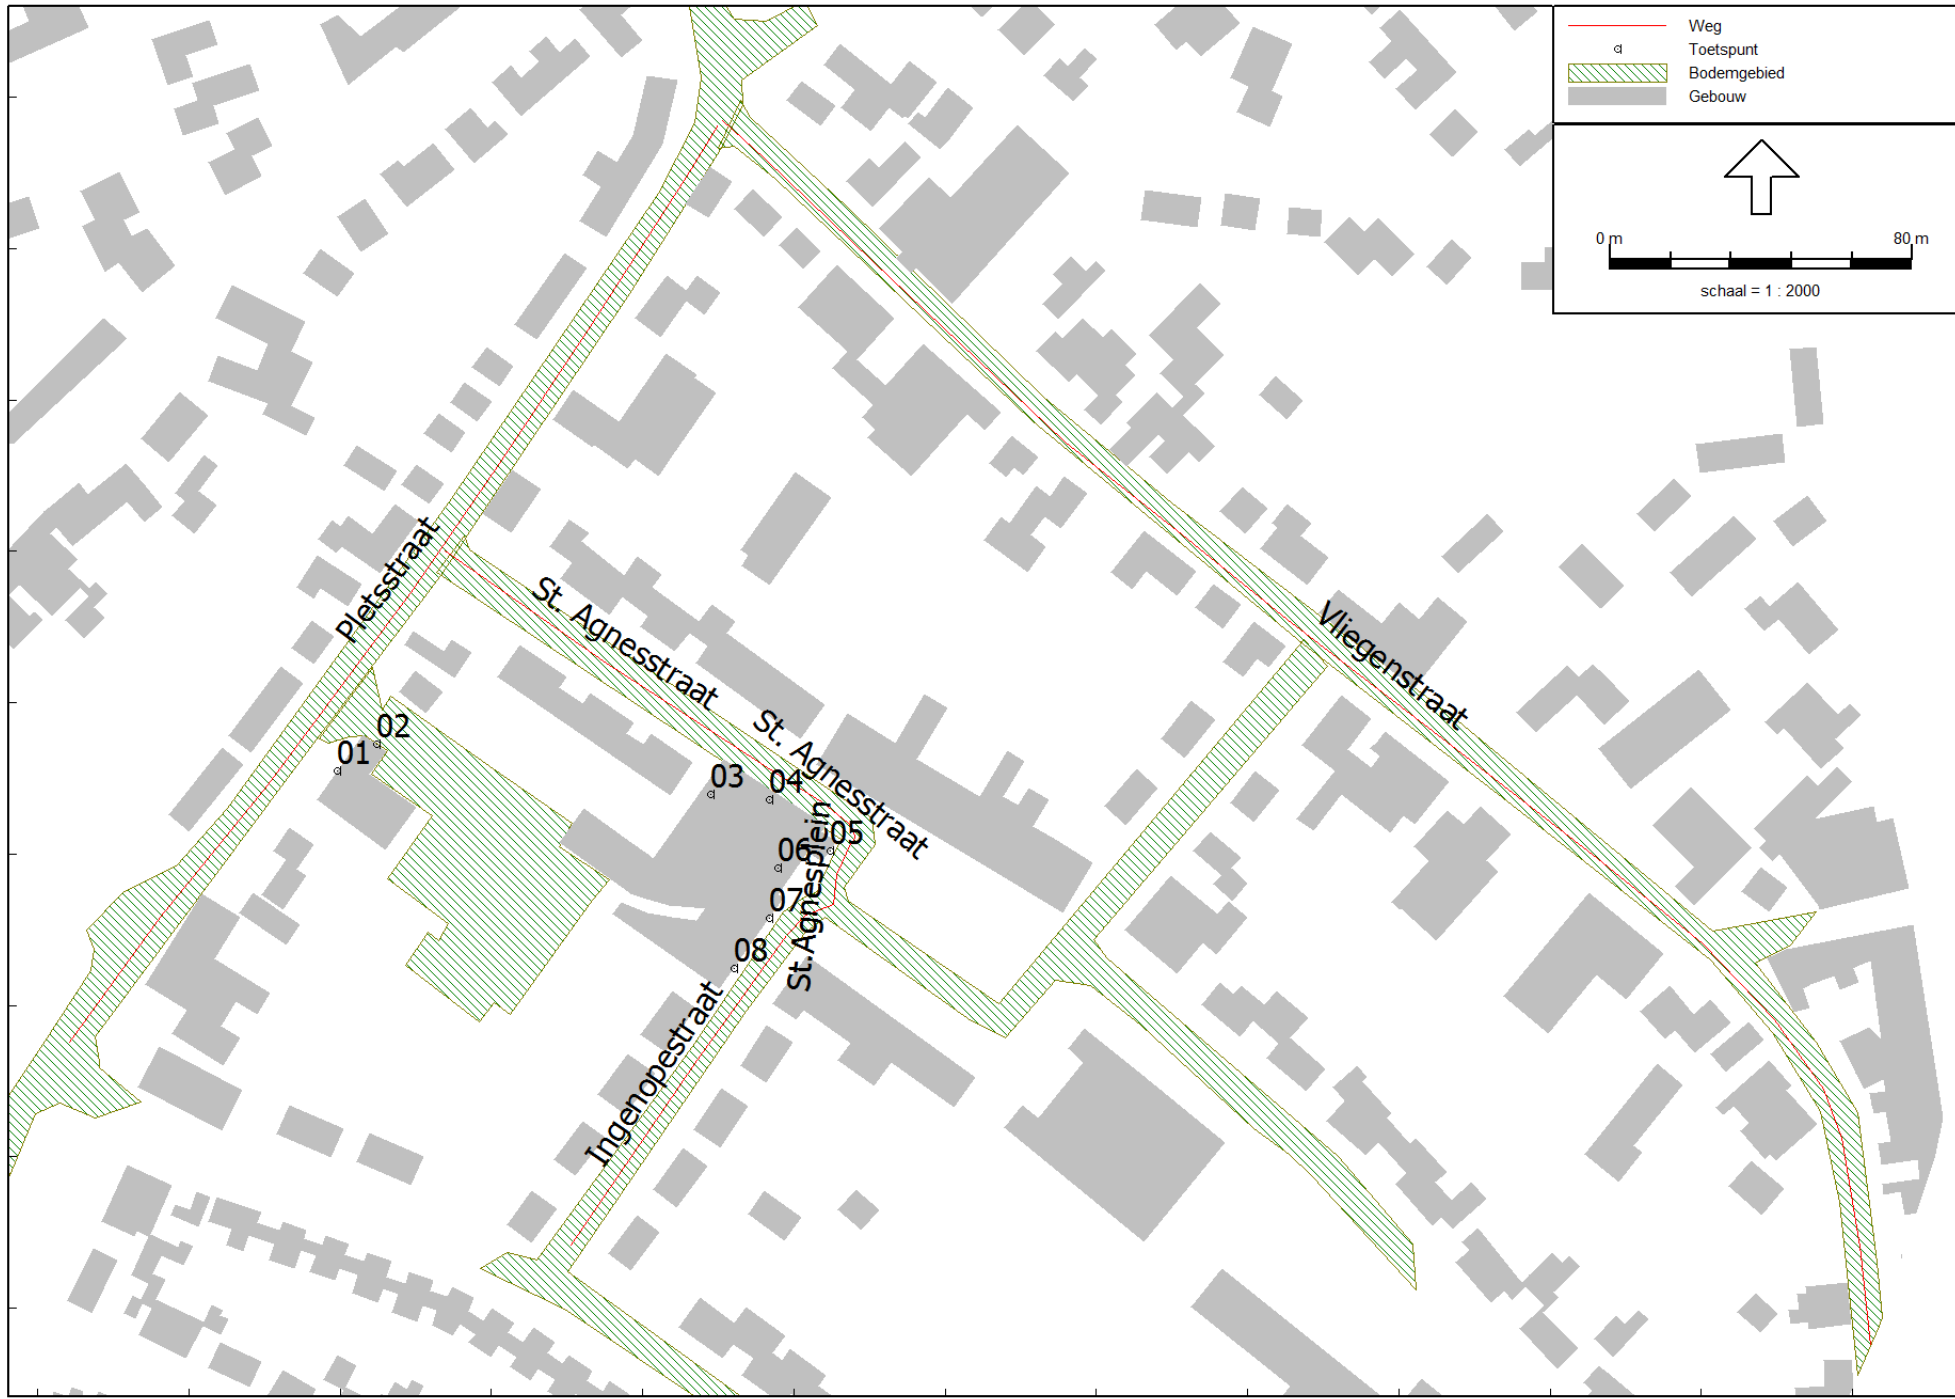 Weg
Toetspunt
Bodemgebied
Gebouw
0 m 80 m
schaal = 1 : 2000
Pletsstraat
St. Agnesstraat
Vliegenstraat
St. Agnesstraat
02
01
03
04
05
06
07
08
St.Agnesplein
Ingenopestraat